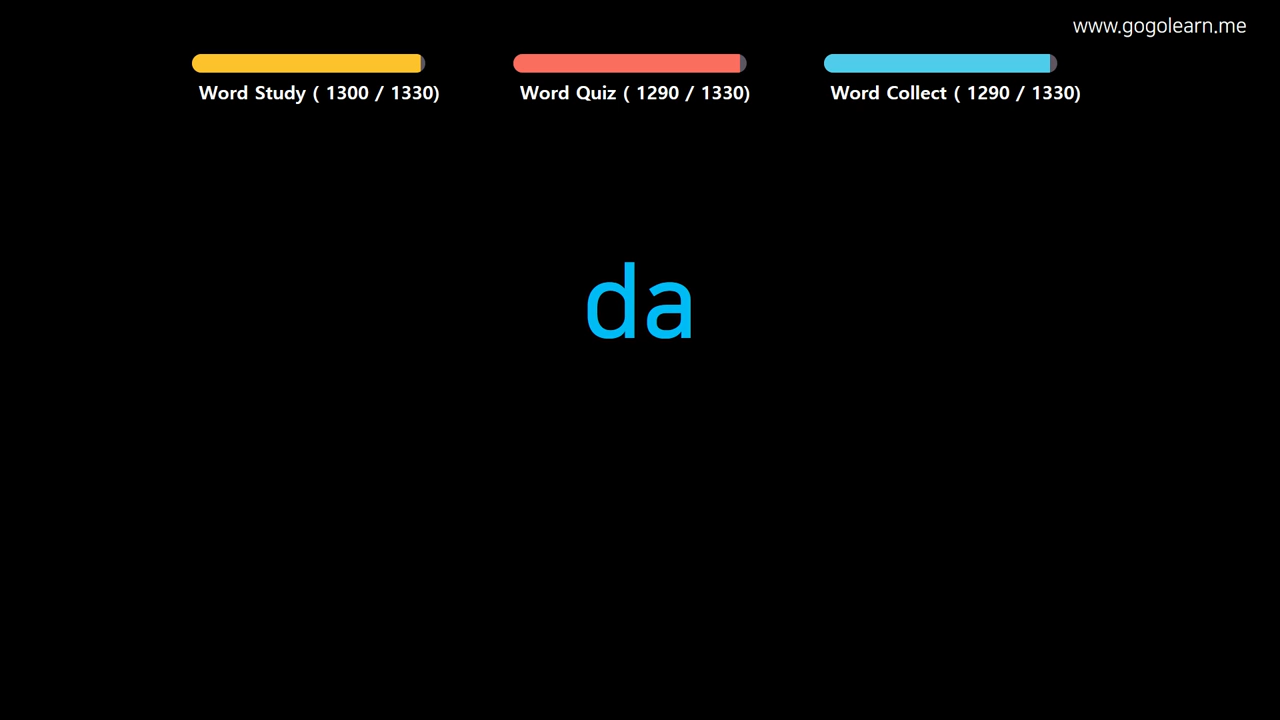 www.gogolearn.me
Word Study ( 1300 / 1330)
Word Quiz ( 1290 / 1330)
Word Collect ( 1290 / 1330)
da